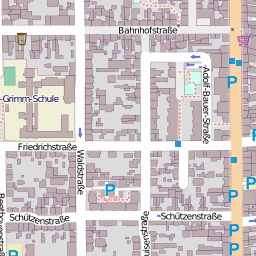 Bahnhofstraße
Adolf-Bauer-Straße
-Grimm-Schule
P
Friedrichstraße
Waldstraße
P
P
P
Schützenstraße
-Schützenstraße
P
P